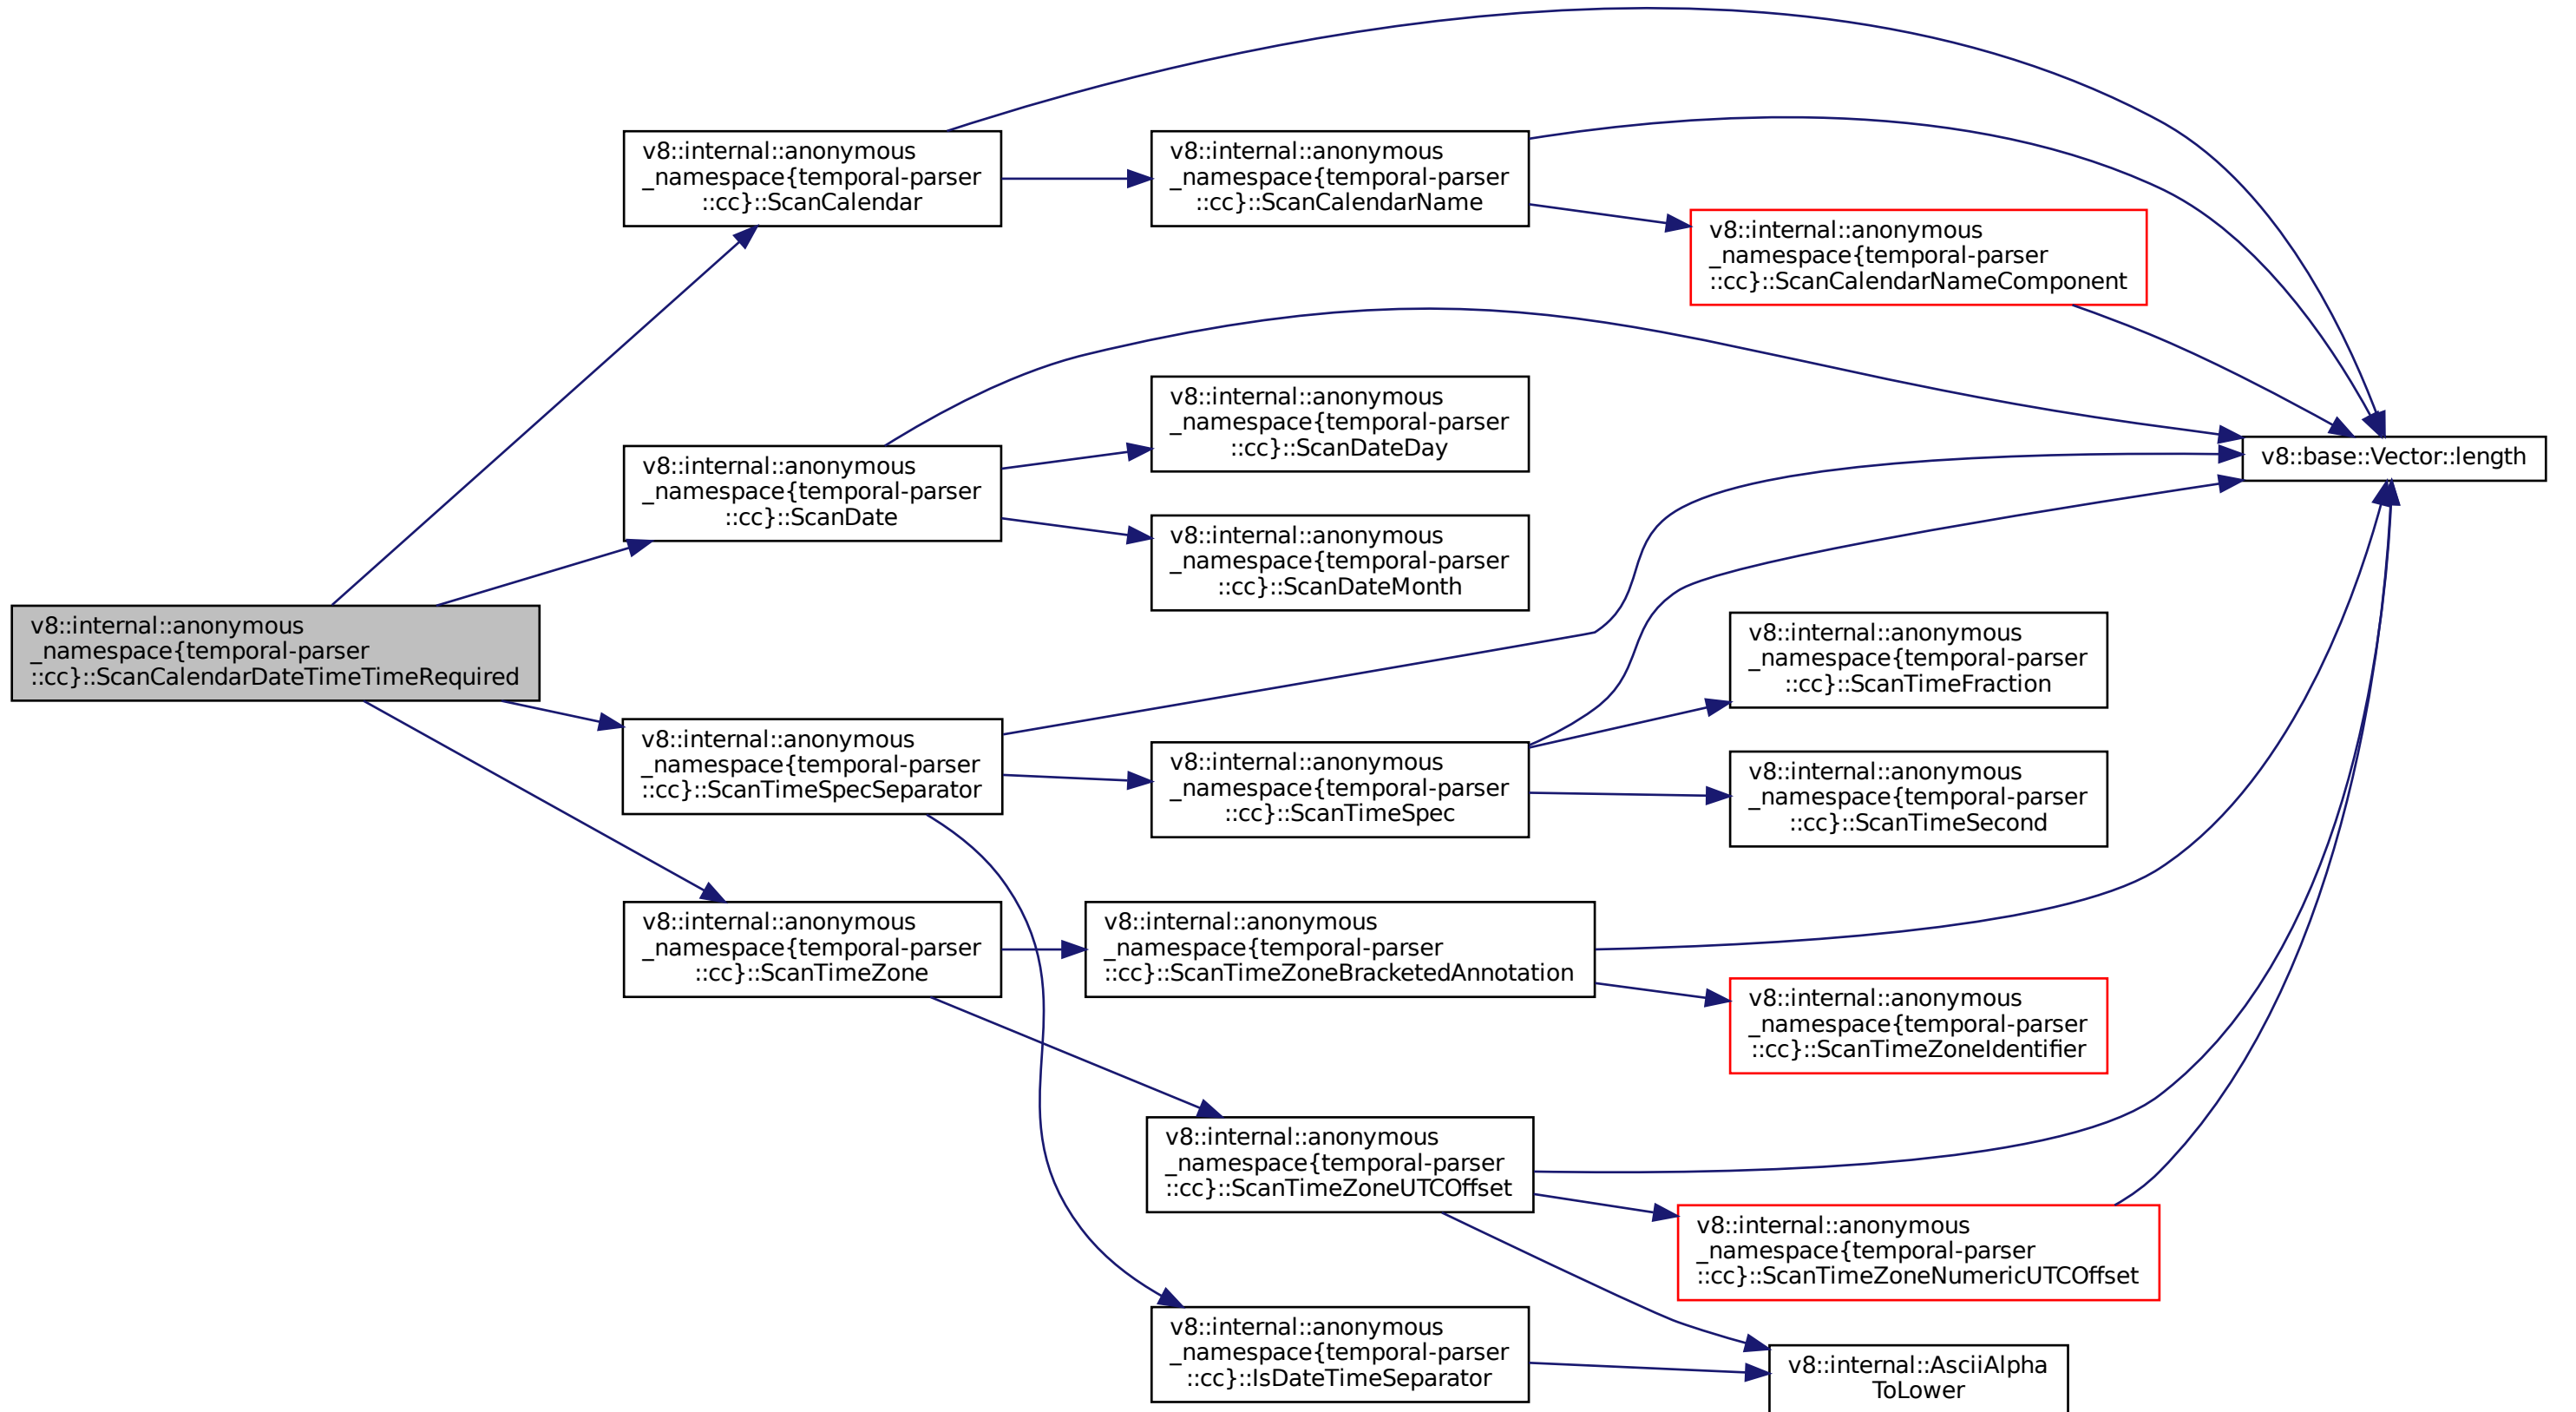 v8::internal::anonymous
_namespace{temporal-parser
::cc}::ScanCalendarDateTimeTimeRequired
v8::internal::anonymous
_namespace{temporal-parser
::cc}::ScanCalendar
v8::internal::anonymous
_namespace{temporal-parser
::cc}::ScanDate
v8::internal::anonymous
_namespace{temporal-parser
::cc}::ScanTimeSpecSeparator
v8::internal::anonymous
_namespace{temporal-parser
::cc}::ScanTimeZone
v8::internal::anonymous
_namespace{temporal-parser
::cc}::ScanCalendarName
v8::internal::anonymous
_namespace{temporal-parser
::cc}::ScanDateDay
v8::internal::anonymous
_namespace{temporal-parser
::cc}::ScanDateMonth
v8::internal::anonymous
_namespace{temporal-parser
::cc}::ScanTimeSpec
v8::internal::anonymous
_namespace{temporal-parser
::cc}::ScanTimeZoneBracketedAnnotation
v8::internal::anonymous
_namespace{temporal-parser
::cc}::ScanTimeZoneUTCOffset
v8::internal::anonymous
_namespace{temporal-parser
::cc}::IsDateTimeSeparator
v8::internal::anonymous
_namespace{temporal-parser
::cc}::ScanCalendarNameComponent
v8::internal::anonymous
_namespace{temporal-parser
::cc}::ScanTimeFraction
v8::internal::anonymous
_namespace{temporal-parser
::cc}::ScanTimeSecond
v8::internal::anonymous
_namespace{temporal-parser
::cc}::ScanTimeZoneIdentifier
v8::internal::anonymous
_namespace{temporal-parser
::cc}::ScanTimeZoneNumericUTCOffset
v8::internal::AsciiAlpha
ToLower
v8::base::Vector::length